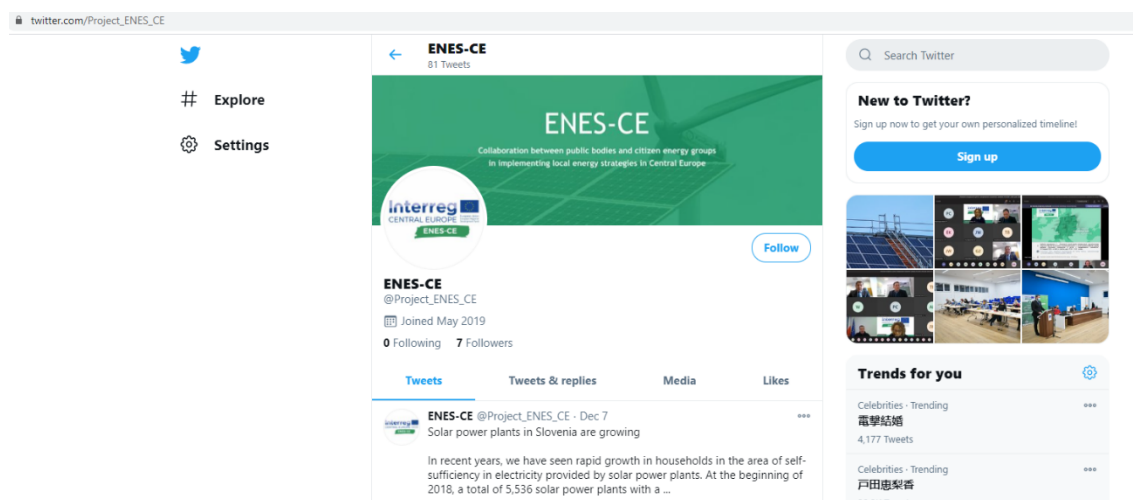 twitter.com/Project_ENES_CE
Explore
Settings
ENES-CE
81 Tweets
ENES-CE
Collaboration between public bodies and citizen energy groups
in implementing local energy strategies in Central Europe
Interreg
CENTRAL EUROPE
ENES-CE
Follow
ENES-CE
@Project_ENES_CE
Joined May 2019
0 Following 7 Followers
Tweets Tweets & replies Media Likes
ENES-CE @Project_ENES_CE · Dec 7
Solar power plants in Slovenia are growing
In recent years, we have seen rapid growth in households in the area of self-
sufficiency in electricity provided by solar power plants. At the beginning of
2018, a total of 5,536 solar power plants with a ...
Search Twitter
New to Twitter?
Sign up now to get your own personalized timeline!
Sign up
Trends for you
Celebrities · Trending
電撃結婚
4,177 Tweets
Celebrities · Trending
戸田恵梨香